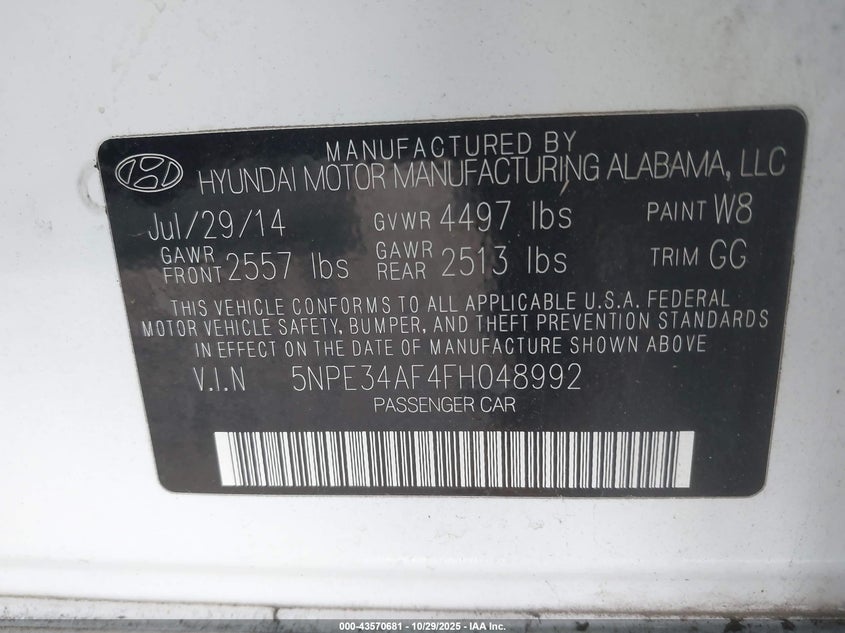 MANUFACTURED BY
HYUNDAI MOTOR MANUFACTURING ALABAMA, LLC
Jul/29/14 GVWR 4497 lbs PAINT W8
GAWR FRONT 2557 lbs GAWR REAR 2513 lbs TRIM GG
THIS VEHICLE CONFORMS TO ALL APPLICABLE U.S.A. FEDERAL
MOTOR VEHICLE SAFETY, BUMPER, AND THEFT PREVENTION STANDARDS
IN EFFECT ON THE DATE OF MANUFACTURE SHOWN ABOVE
V.I.N 5NPE34AF4FH048992
PASSENGER CAR
000-43570681 - 10/29/2025 - IAA Inc.